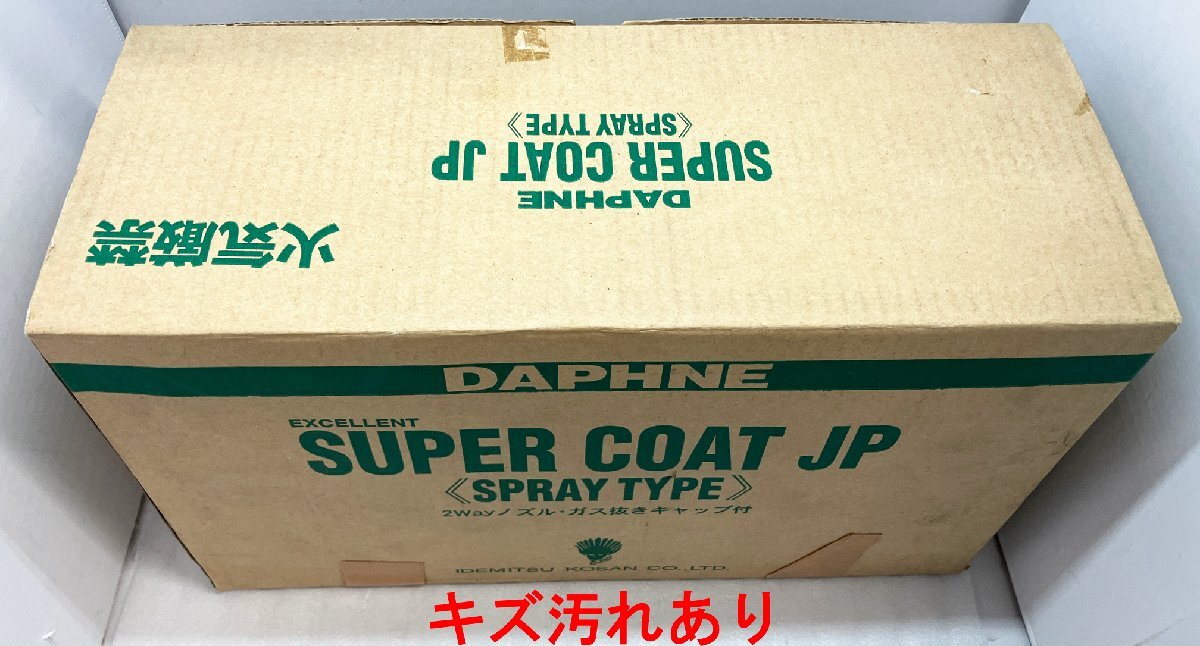 DAPHNE
SUPER COAT JP
《SPRAY TYPE》
火気厳禁
DAPHNE
EXCELLENT
SUPER COAT JP
《SPRAY TYPE》
2Wayノズル・ガス抜きキャップ付
IDEMITSU KOSAN CO.,LTD.
キズ汚れあり